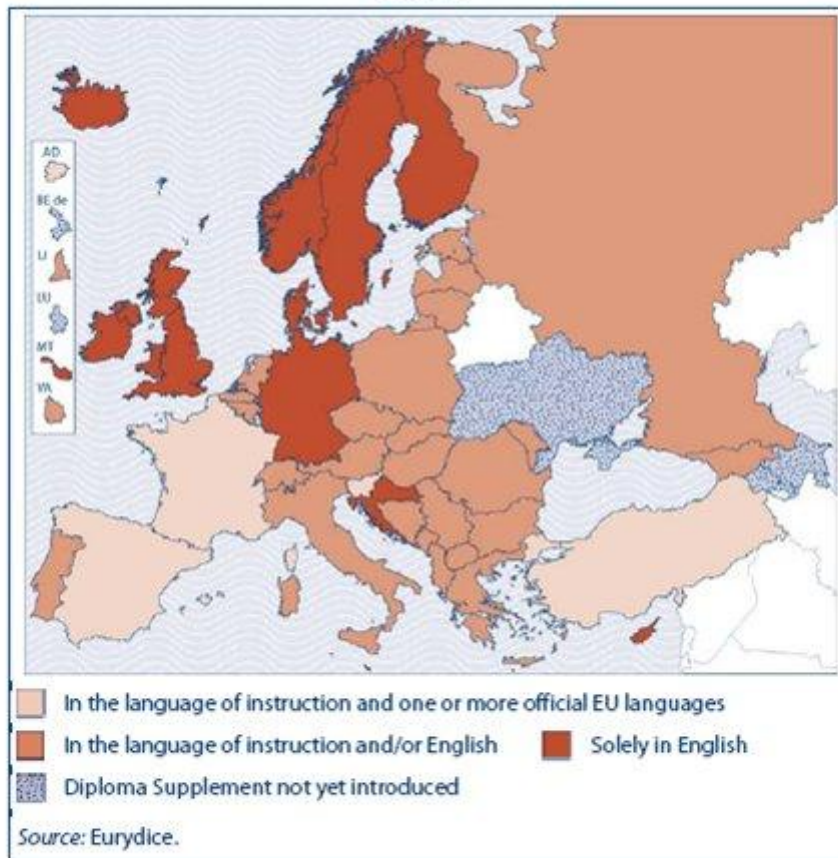 AD
BE de
LI
LU
MT
VA
In the language of instruction and one or more official EU languages
In the language of instruction and/or English
Solely in English
Diploma Supplement not yet introduced
Source: Eurydice.